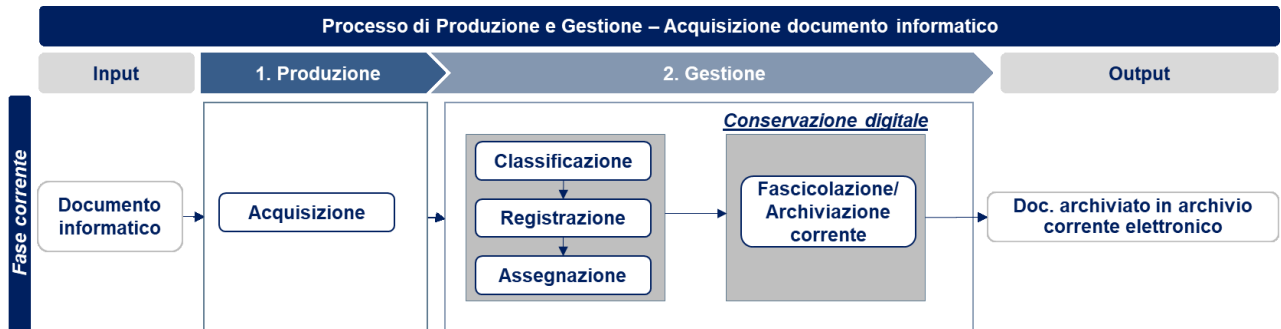 Processo di Produzione e Gestione – Acquisizione documento informatico
Input
1. Produzione
2. Gestione
Output
Fase corrente
Documento
informatico
Acquisizione
Classificazione
Registrazione
Assegnazione
Conservazione digitale
Fascicolazione/
Archiviazione
corrente
Doc. archiviato in archivio
corrente elettronico